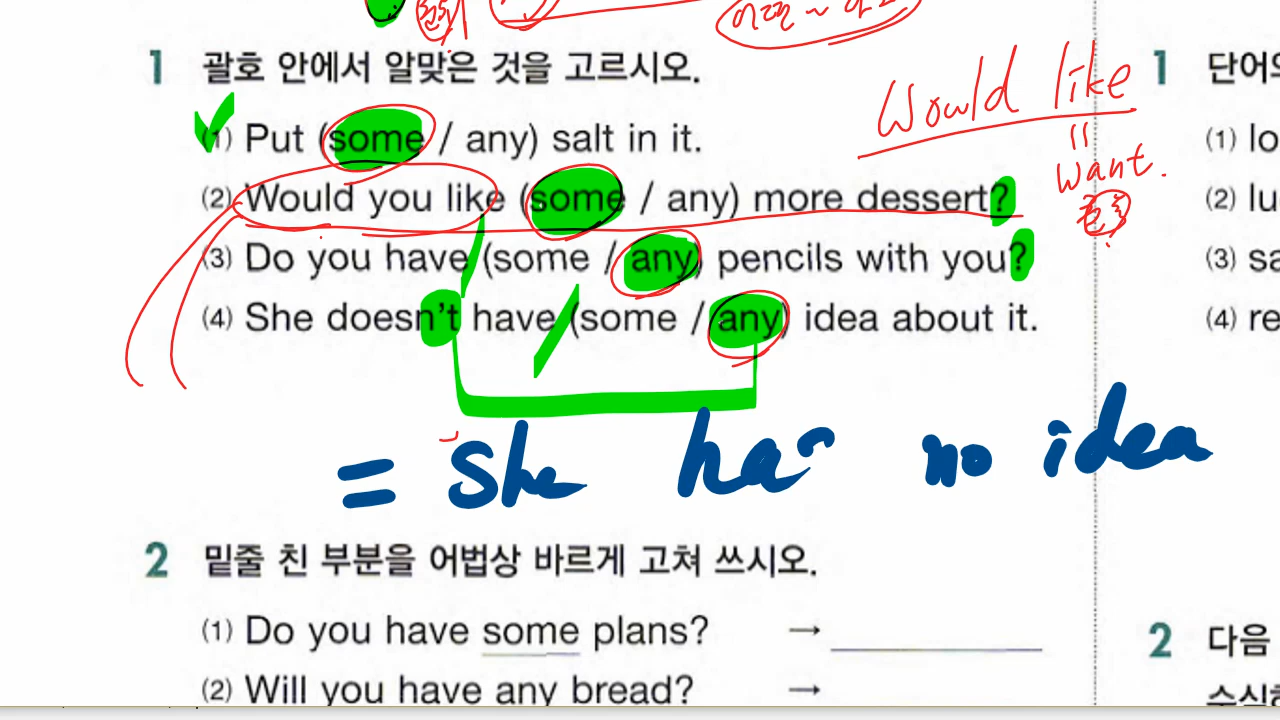 1 괄호 안에서 알맞은 것을 고르시오.
(1) Put (some / any) salt in it.
(2) Would you like (some / any) more dessert?
(3) Do you have (some / any) pencils with you?
(4) She doesn't have (some / any) idea about it.
= She has no idea
2 밑줄 친 부분을 어법상 바르게 고쳐 쓰시오.
(1) Do you have some plans? →
(2) Will you have any bread? →
Would like
=
want.
1 단어의
(1) lo
(2) lu
(3) sa
(4) re
2 다음
수식하